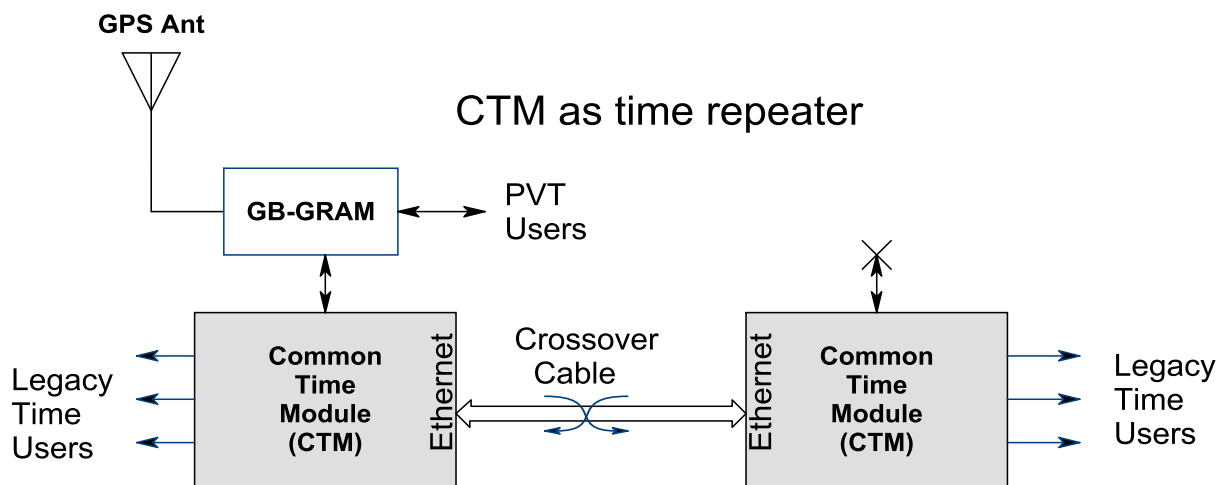 GPS Ant
CTM as time repeater
GB-GRAM
PVT
Users
Legacy
Time
Users
Common
Time
Module
(CTM)
Ethernet
Crossover
Cable
Ethernet
Common
Time
Module
(CTM)
Legacy
Time
Users